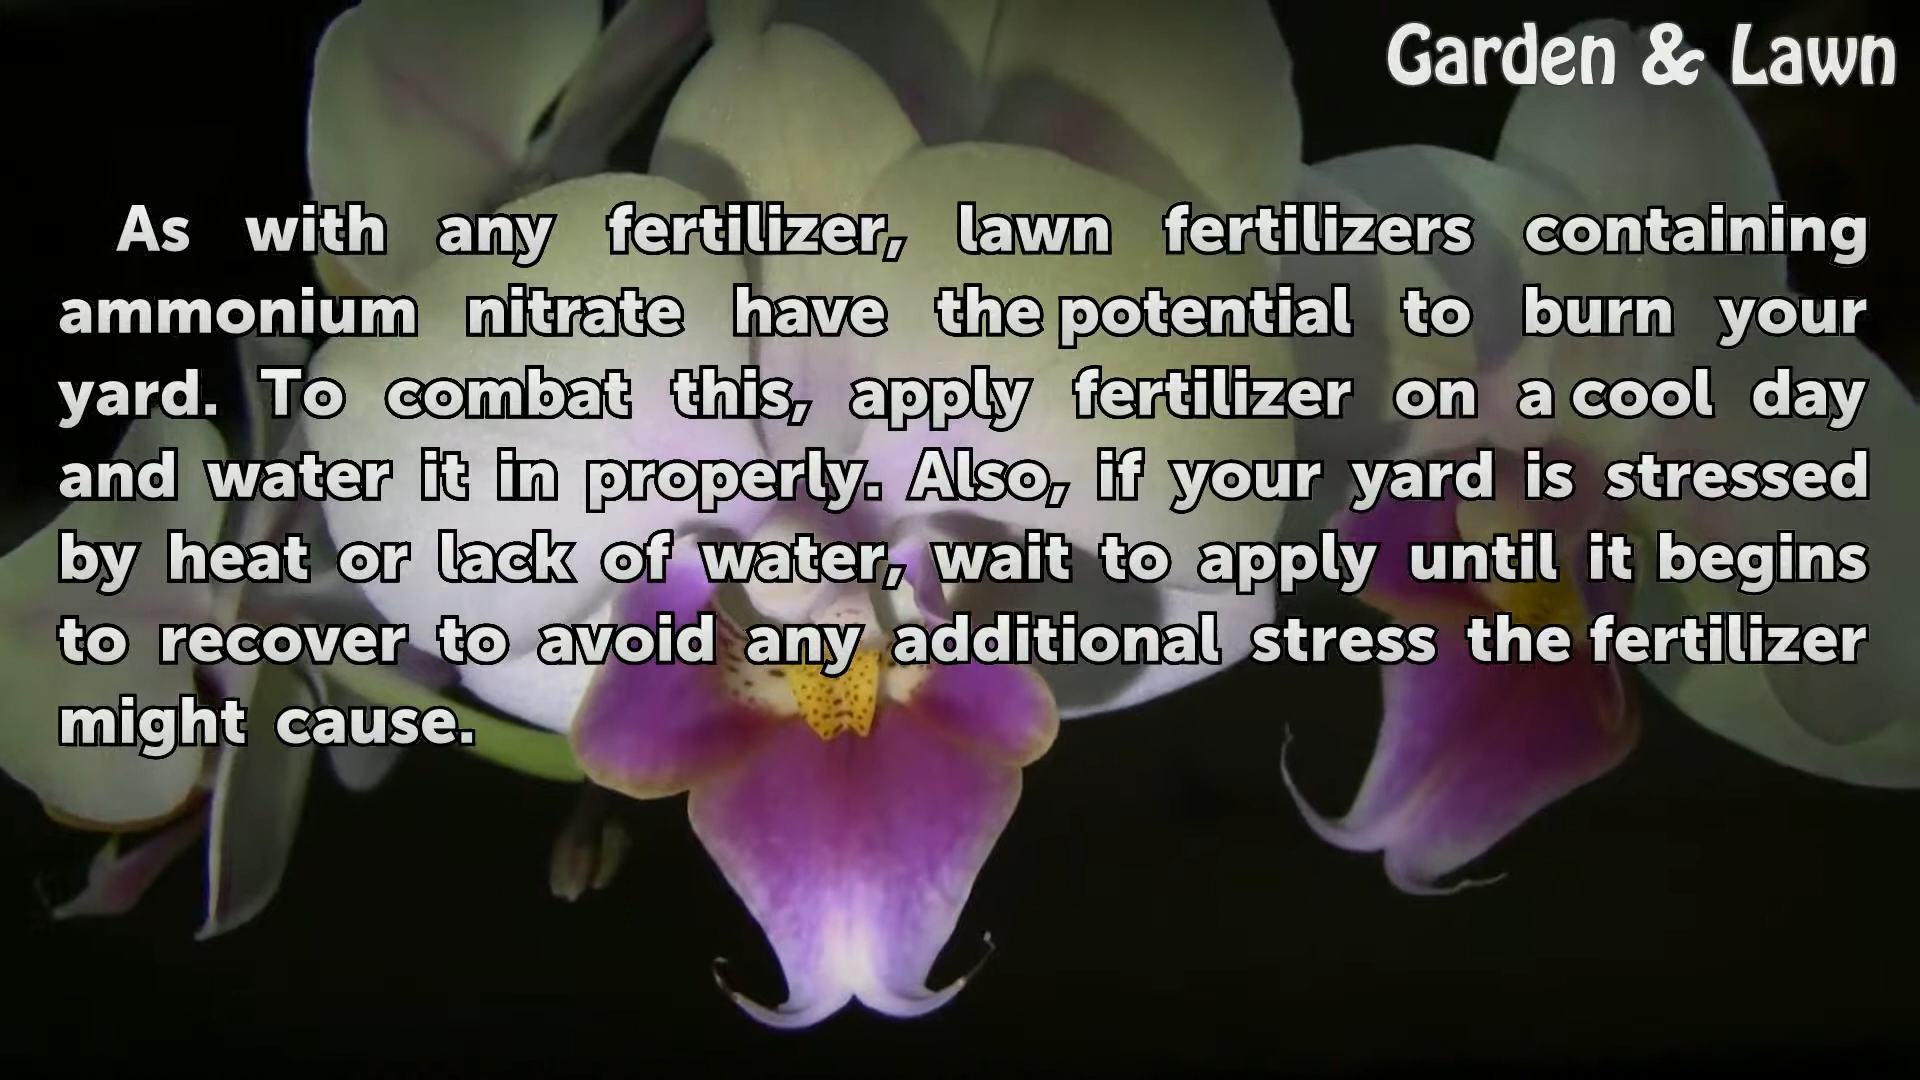 Garden & Lawn
As with any fertilizer, lawn fertilizers containing
ammonium nitrate have the potential to burn your
yard. To combat this, apply fertilizer on a cool day
and water it in properly. Also, if your yard is stressed
by heat or lack of water, wait to apply until it begins
to recover to avoid any additional stress the fertilizer
might cause.